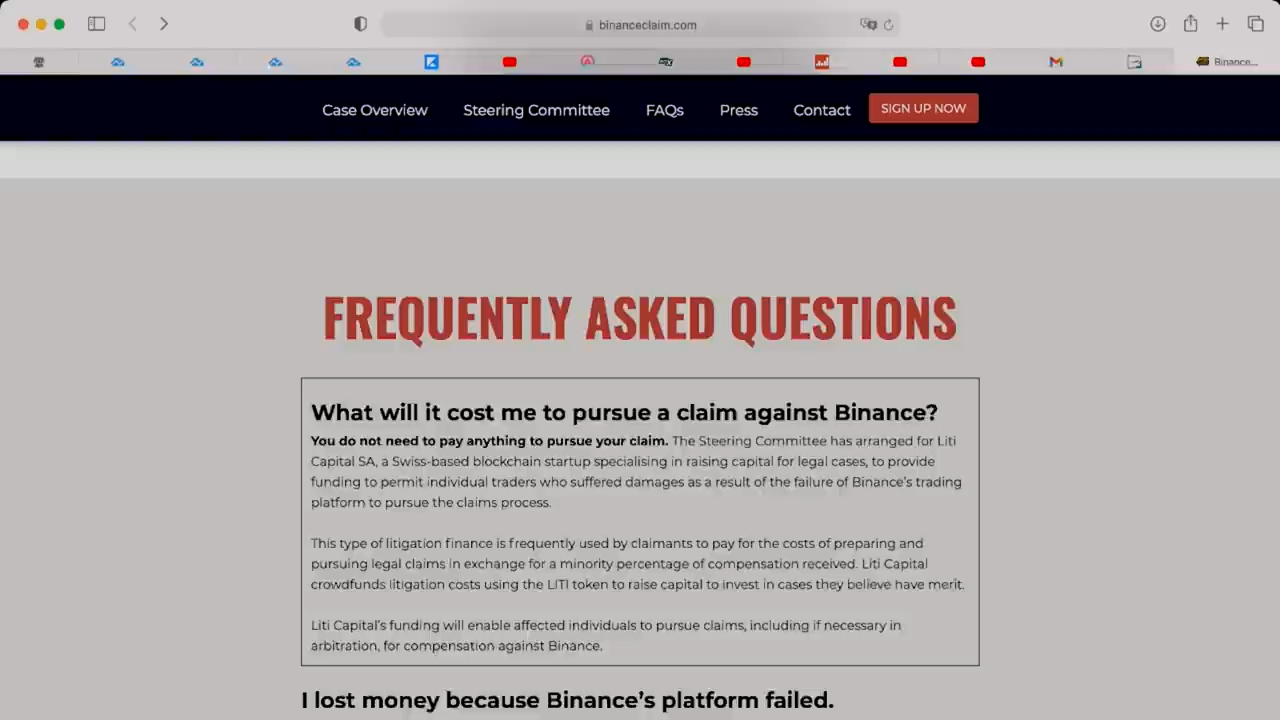 binanceclaim.com
Binance...
Case Overview
Steering Committee
FAQs
Press
Contact
SIGN UP NOW
FREQUENTLY ASKED QUESTIONS
What will it cost me to pursue a claim against Binance?
You do not need to pay anything to pursue your claim. The Steering Committee has arranged for Liti
Capital SA, a Swiss-based blockchain startup specialising in raising capital for legal cases, to provide
funding to permit individual traders who suffered damages as a result of the failure of Binance's trading
platform to pursue the claims process.
This type of litigation finance is frequently used by claimants to pay for the costs of preparing and
pursuing legal claims in exchange for a minority percentage of compensation received. Liti Capital
crowdfunds litigation costs using the LITI token to raise capital to invest in cases they believe have merit.
Liti Capital's funding will enable affected individuals to pursue claims, including if necessary in
arbitration, for compensation against Binance.
I lost money because Binance's platform failed.